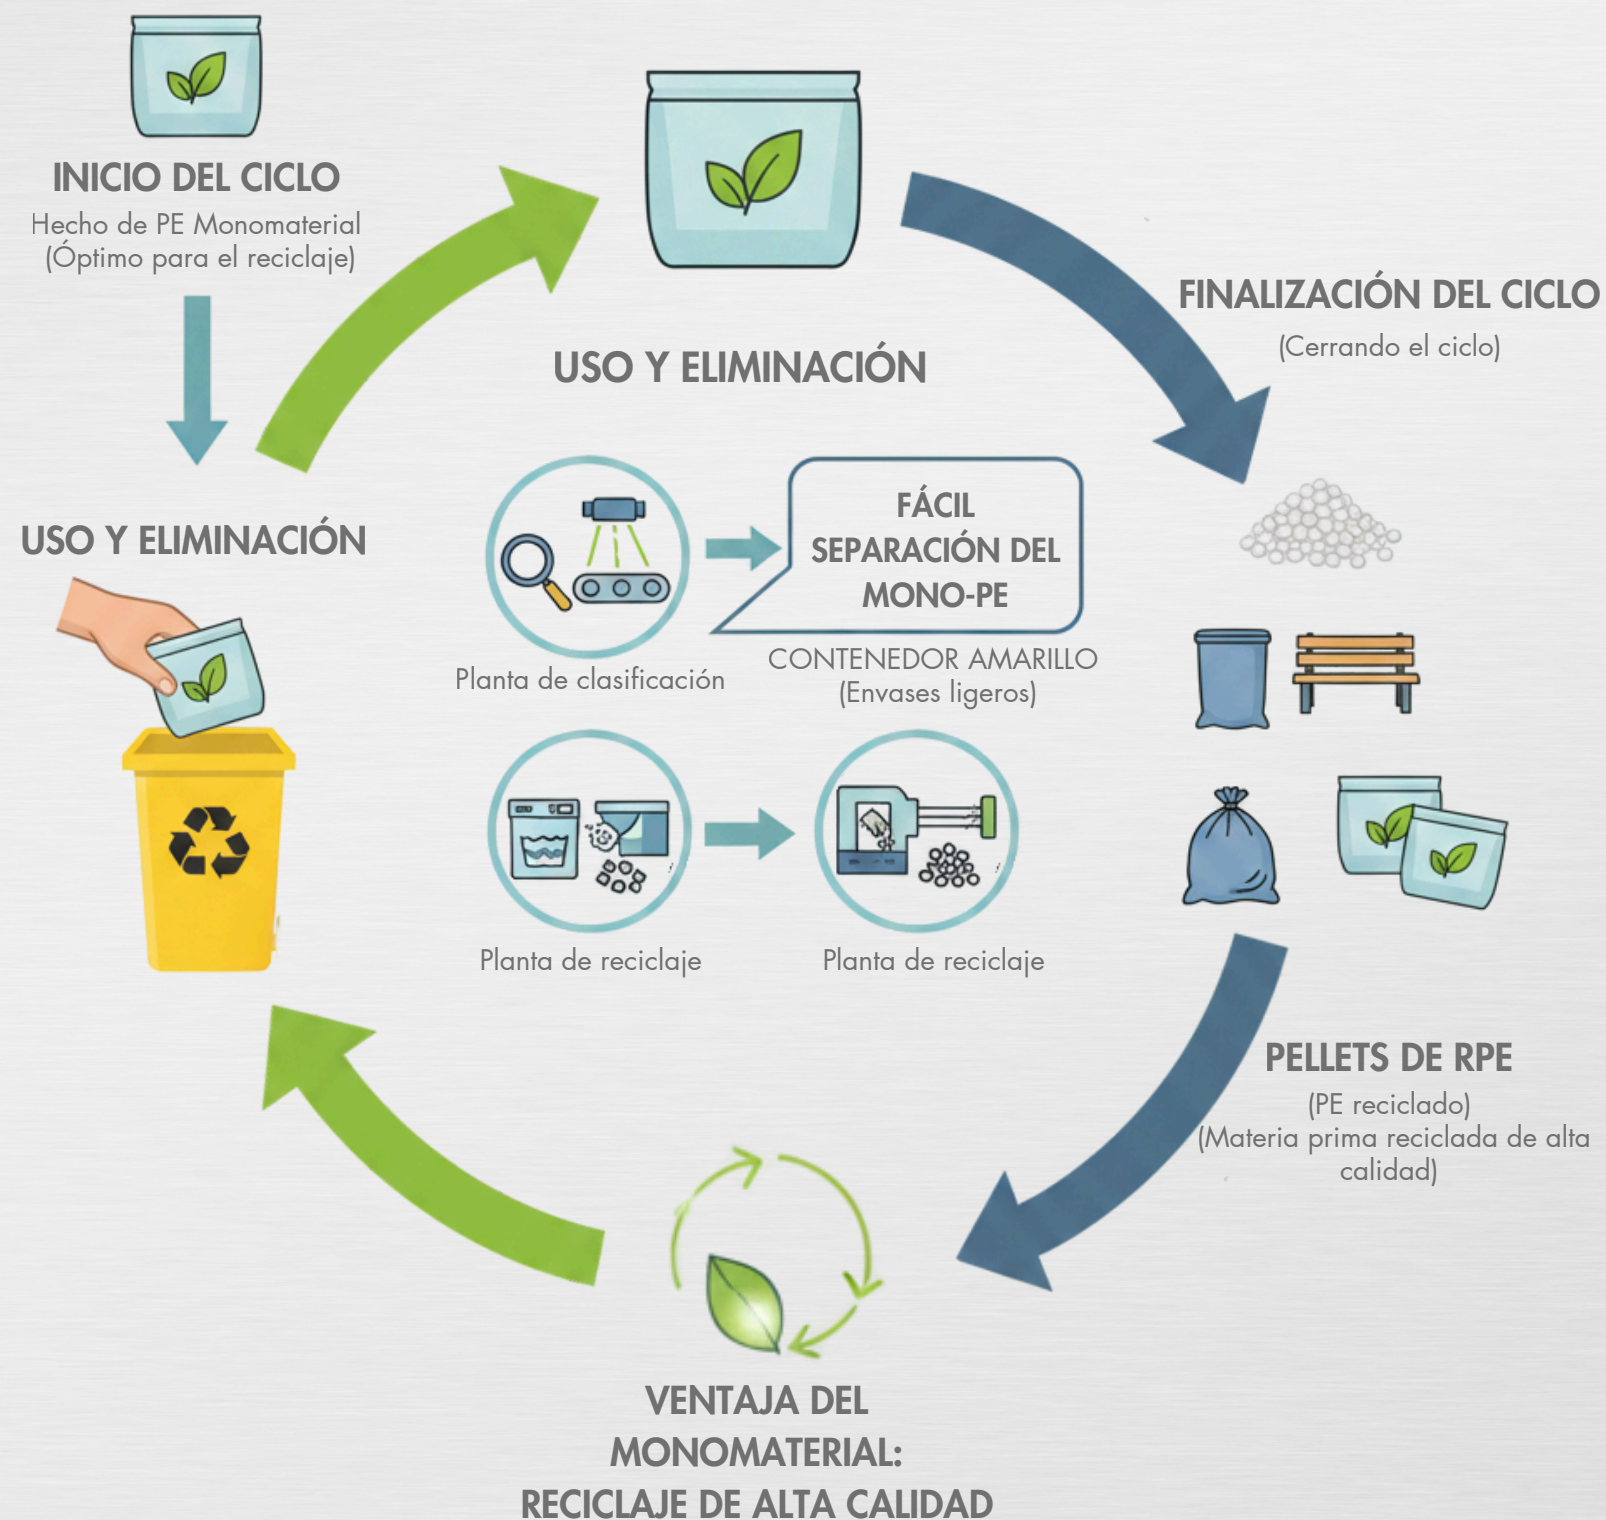 INICIO DEL CICLO
Hecho de PE Monomaterial
(Óptimo para el reciclaje)
USO Y ELIMINACIÓN
FINALIZACIÓN DEL CICLO
(Cerrando el ciclo)
USO Y ELIMINACIÓN
FÁCIL
SEPARACIÓN DEL
MONO-PE
Planta de clasificación
CONTENEDOR AMARILLO
(Envases ligeros)
Planta de reciclaje
Planta de reciclaje
PELLETS DE RPE
(PE reciclado)
(Materia prima reciclada de alta
calidad)
VENTAJA DEL
MONOMATERIAL:
RECICLAJE DE ALTA CALIDAD